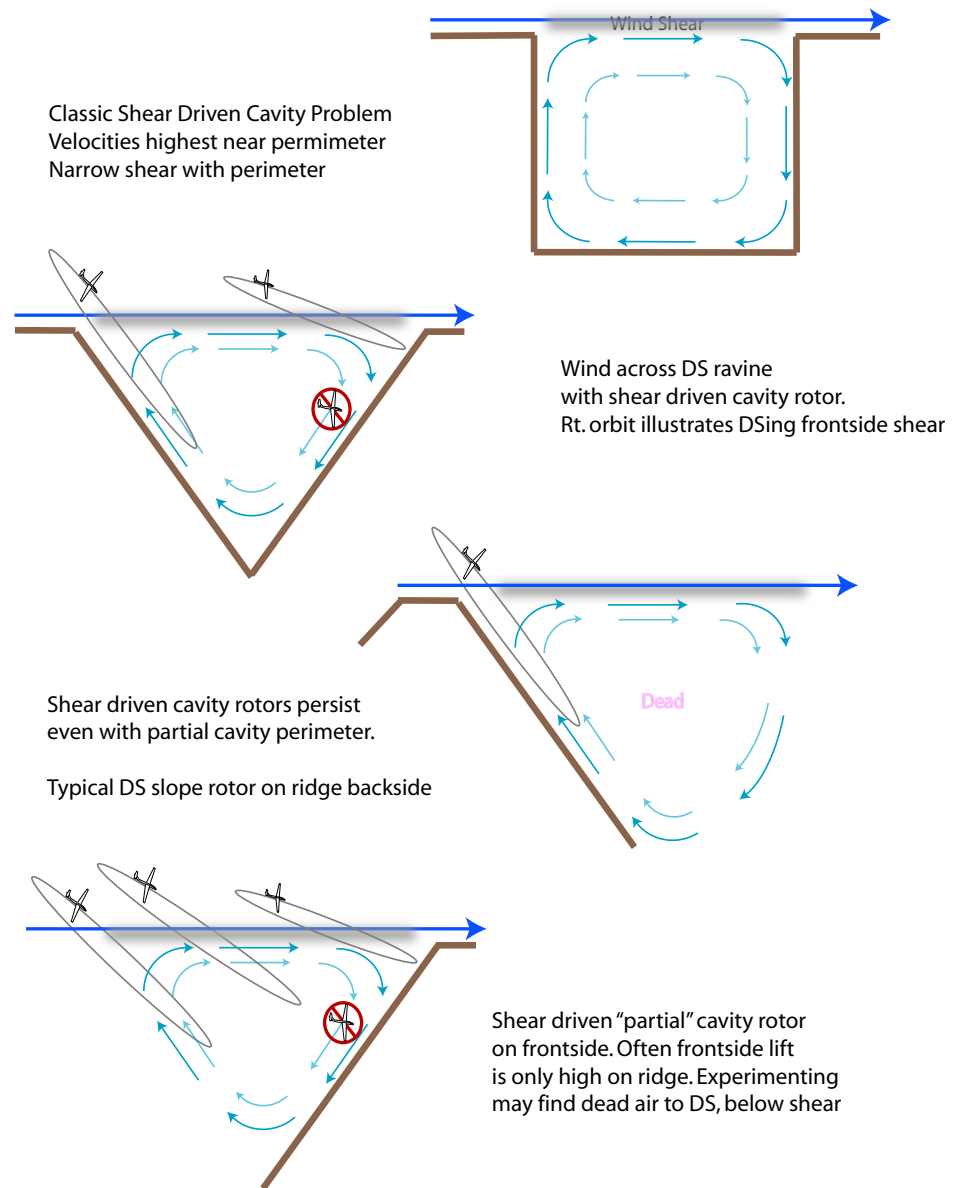 Wind Shear
Classic Shear Driven Cavity Problem
Velocities highest near permimeter
Narrow shear with perimeter
Wind across DS ravine
with shear driven cavity rotor.
Rt. orbit illustrates DSing frontside shear
Dead
Shear driven cavity rotors persist
even with partial cavity perimeter.
Typical DS slope rotor on ridge backside
Shear driven “partial” cavity rotor
on frontside. Often frontside lift
is only high on ridge. Experimenting
may find dead air to DS, below shear